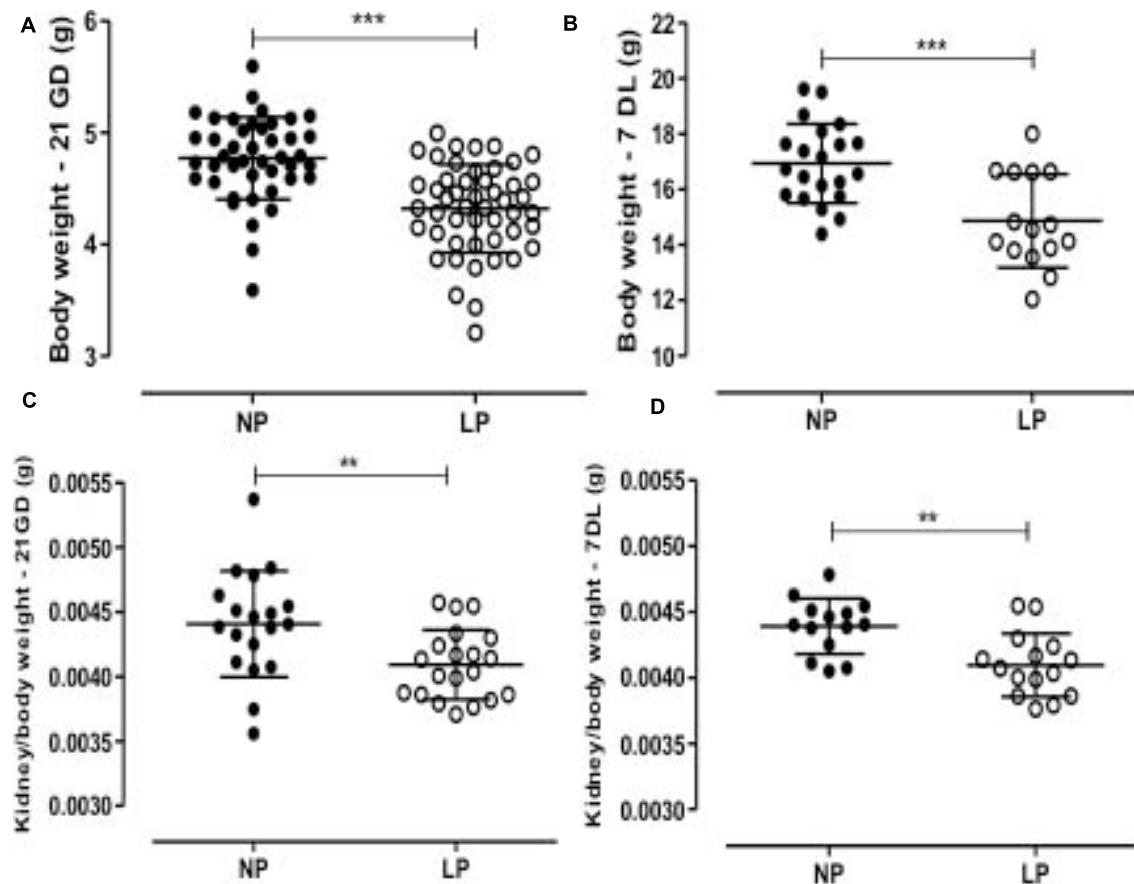 A
Body weight - 21 GD (g)
6
5
4
3
***
NP
LP
B
Body weight - 7 DL (g)
22
20
18
16
14
12
10
***
NP
LP
C
Kidney/body weight - 21GD (g)
0.0055
0.0050
0.0045
0.0040
0.0035
0.0030
**
NP
LP
D
Kidney/body weight - 7DL (g)
0.0055
0.0050
0.0045
0.0040
0.0035
0.0030
**
NP
LP